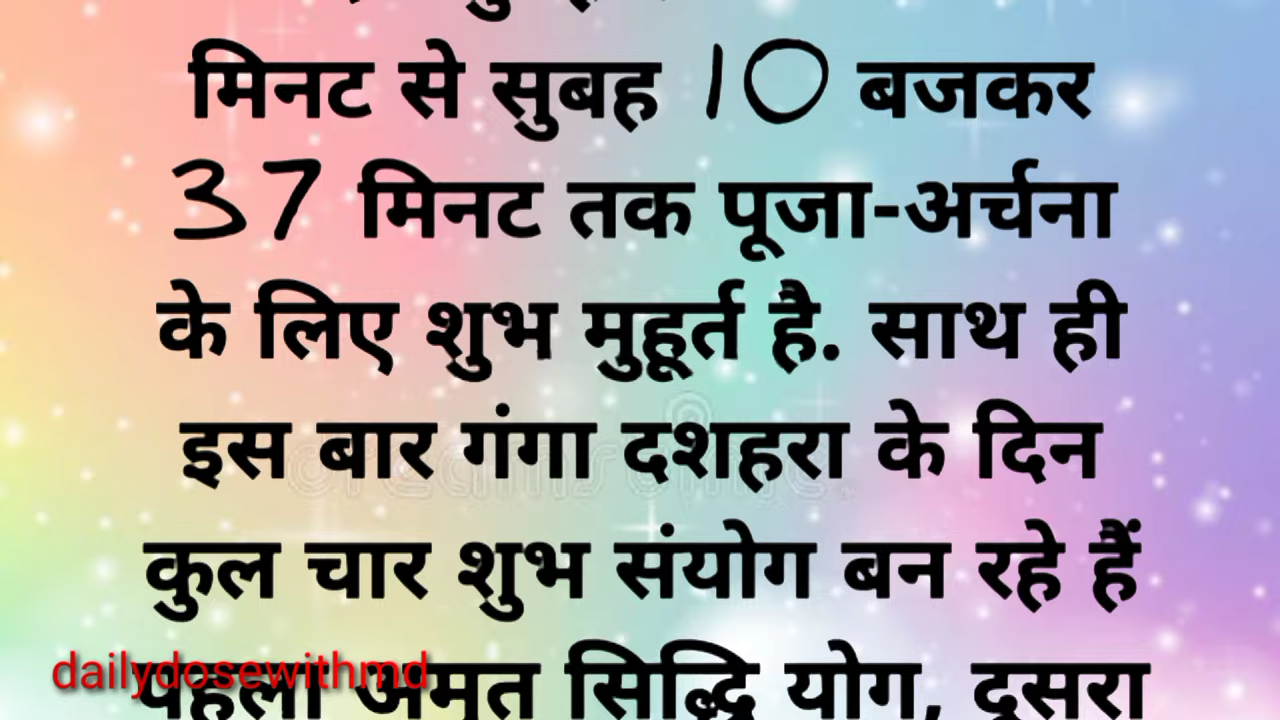 मिनट से सुबह 10 बजकर
37 मिनट तक पूजा-अर्चना
के लिए शुभ मुहूर्त है. साथ ही
इस बार गंगा दशहरा के दिन
कुल चार शुभ संयोग बन रहे हैं
पहला अमृत सिद्धि योग, दूसरा
dailydosewithmd